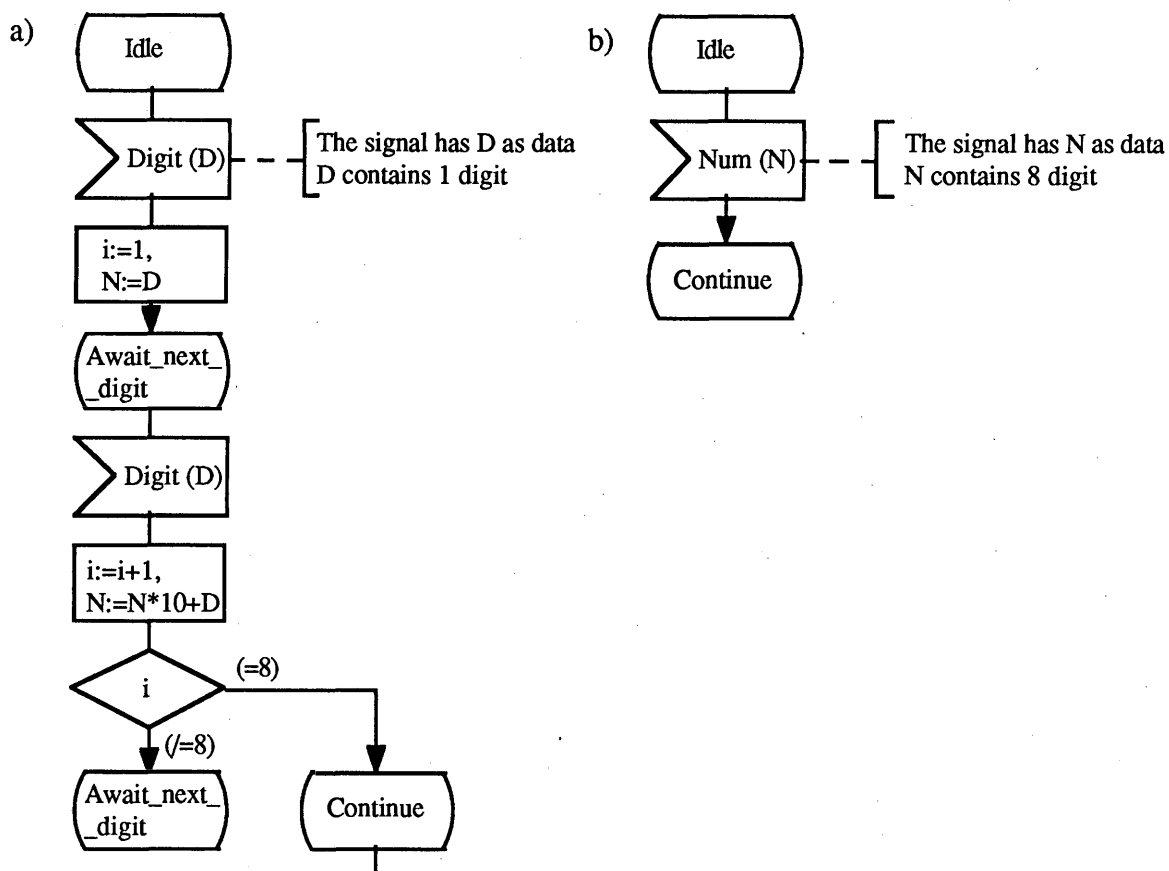 a)
Idle
Digit (D)
The signal has D as data
D contains 1 digit
i:=1,
N:=D
Await_next_
_digit
Digit (D)
i:=i+1,
N:=N*10+D
i
(=8)
(/=8)
Await_next_
_digit
Continue
b)
Idle
Num (N)
The signal has N as data
N contains 8 digit
Continue